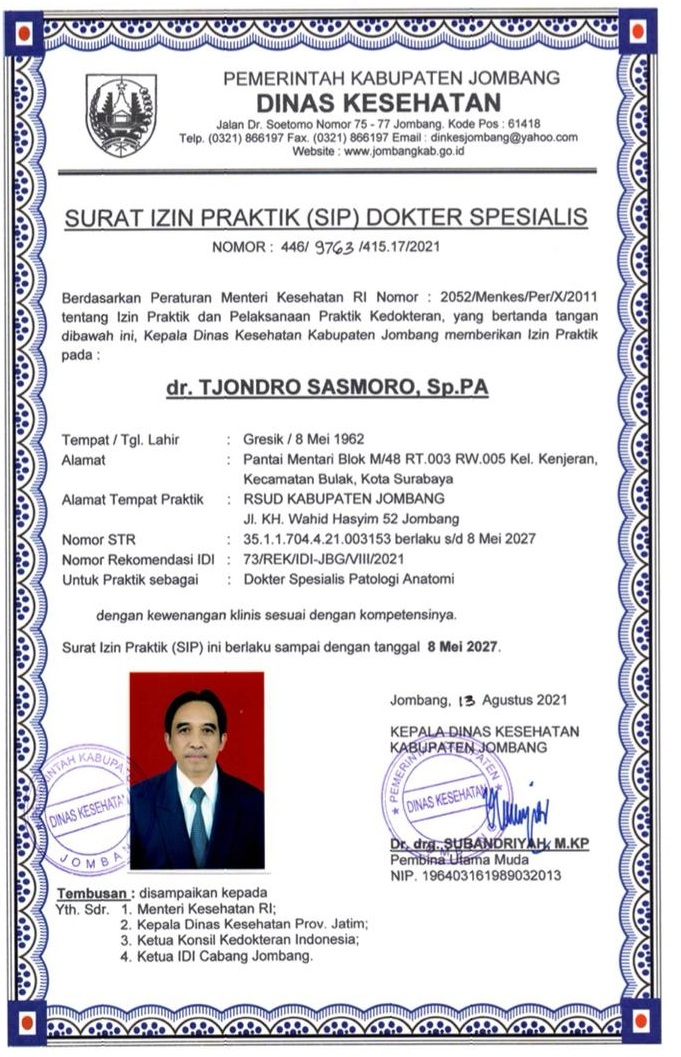 PEMERINTAH KABUPATEN JOMBANG
DINAS KESEHATAN
Jalan Dr. Soetomo Nomor 75 - 77 Jombang. Kode Pos : 61418
Telp. (0321) 866197 Fax. (0321) 866197 Email : dinkesjombang@yahoo.com
Website : www.jombangkab.go.id
SURAT IZIN PRAKTIK (SIP) DOKTER SPESIALIS
NOMOR : 446/ 9763 /415.17/2021
Berdasarkan Peraturan Menteri Kesehatan RI Nomor : 2052/Menkes/Per/X/2011
tentang Izin Praktik dan Pelaksanaan Praktik Kedokteran, yang bertanda tangan
dibawah ini, Kepala Dinas Kesehatan Kabupaten Jombang memberikan Izin Praktik
pada :
dr. TJONDRO SASMORO, Sp.PA
Tempat / Tgl. Lahir : Gresik / 8 Mei 1962
Alamat : Pantai Mentari Blok M/48 RT.003 RW.005 Kel. Kenjeran,
Kecamatan Bulak, Kota Surabaya
Alamat Tempat Praktik : RSUD KABUPATEN JOMBANG
Jl. KH. Wahid Hasyim 52 Jombang
Nomor STR : 35.1.1.704.4.21.003153 berlaku s/d 8 Mei 2027
Nomor Rekomendasi IDI : 73/REK/IDI-JBG/VIII/2021
Untuk Praktik sebagai : Dokter Spesialis Patologi Anatomi
dengan kewenangan klinis sesuai dengan kompetensinya.
Surat Izin Praktik (SIP) ini berlaku sampai dengan tanggal 8 Mei 2027.
Jombang, 13 Agustus 2021
KEPALA DINAS KESEHATAN
KABUPATEN JOMBANG
NTAH KABUPA
DINAS KESEHATAN
JOMBAN
PEMERINTAH KABUPATEN
DINAS KESEHATAN
Dr. drg. SUBANDRIYAH, M.KP
Pembina Utama Muda
NIP. 196403161989032013
Tembusan : disampaikan kepada
Yth. Sdr. 1. Menteri Kesehatan RI;
2. Kepala Dinas Kesehatan Prov. Jatim;
3. Ketua Konsil Kedokteran Indonesia;
4. Ketua IDI Cabang Jombang.